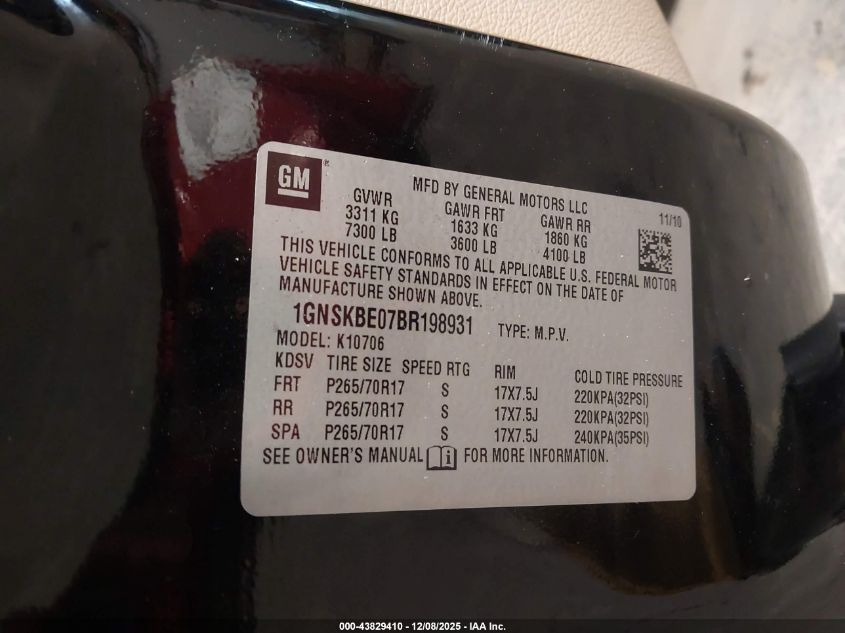 GM ®
MFD BY GENERAL MOTORS LLC
11/10
GVWR GAWR FRT GAWR RR
3311 KG 1633 KG 1860 KG
7300 LB 3600 LB 4100 LB
THIS VEHICLE CONFORMS TO ALL APPLICABLE U.S. FEDERAL MOTOR
VEHICLE SAFETY STANDARDS IN EFFECT ON THE DATE OF
MANUFACTURE SHOWN ABOVE.
1GNSKBE07BR198931 TYPE: M.P.V.
MODEL: K10706
KDSV TIRE SIZE SPEED RTG RIM COLD TIRE PRESSURE
FRT P265/70R17 S 17X7.5J 220KPA(32PSI)
RR P265/70R17 S 17X7.5J 220KPA(32PSI)
SPA P265/70R17 S 17X7.5J 240KPA(35PSI)
SEE OWNER'S MANUAL i FOR MORE INFORMATION.
000-43829410 - 12/08/2025 - IAA Inc.